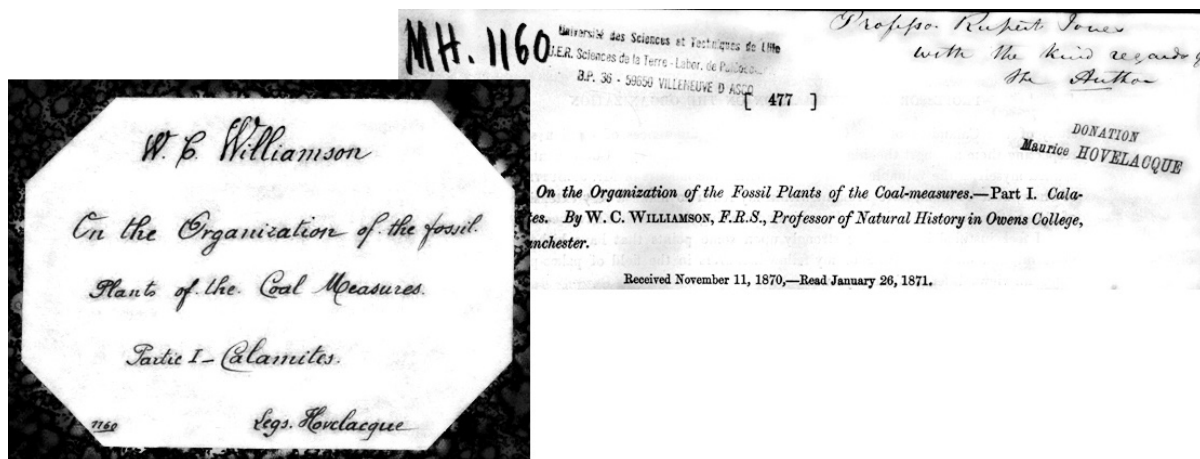 W. C. Williamson
On the Organization of the fossil
Plants of the Coal Measures.
Partie I – Calamites.
1160
Legs. Hovelacque
MH. 1160
Université des Sciences et Techniques de Lille
U.E.R. Sciences de la Terre - Labor. de
B.P. 36 - 59650 VILLENEUVE D ASCQ
[ 477 ]
Professor Rupert Jones
with the kind regards
the Author
DONATION
Maurice HOVELACQUE
On the Organization of the Fossil Plants of the Coal-measures.—Part I. Cala-
es. By W. C. WILLIAMSON, F.R.S., Professor of Natural History in Owens College,
nchester.
Received November 11, 1870,—Read January 26, 1871.